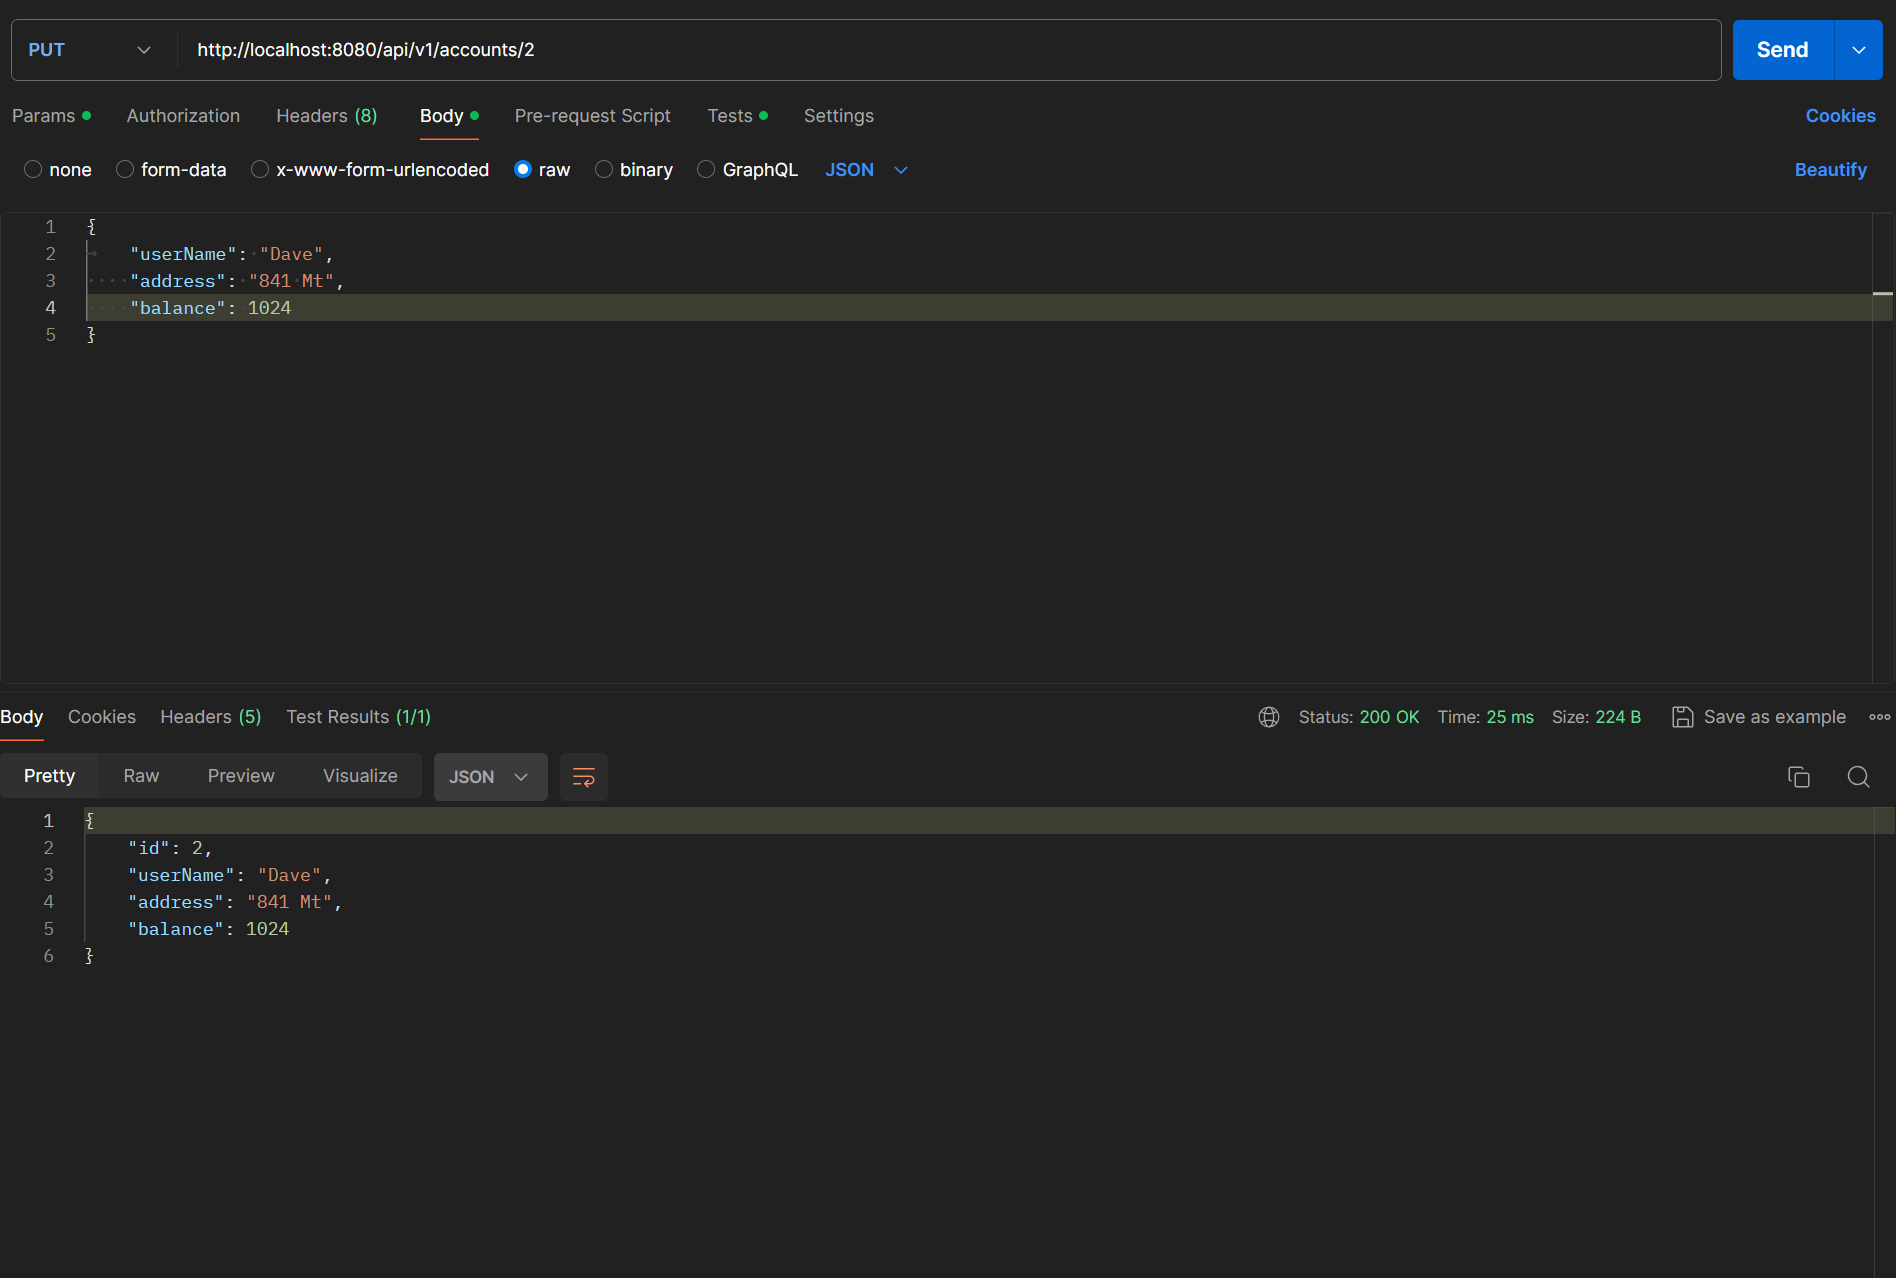 PUT http://localhost:8080/api/v1/accounts/2 Send
Params Authorization Headers (8) Body Pre-request Script Tests Settings Cookies
none form-data x-www-form-urlencoded raw binary GraphQL JSON Beautify
1 {
2 "userName": "Dave",
3 "address": "841 Mt",
4 "balance": 1024
5 }
Body Cookies Headers (5) Test Results (1/1) Status: 200 OK Time: 25 ms Size: 224 B Save as example
Pretty Raw Preview Visualize JSON
1 {
2 "id": 2,
3 "userName": "Dave",
4 "address": "841 Mt",
5 "balance": 1024
6 }